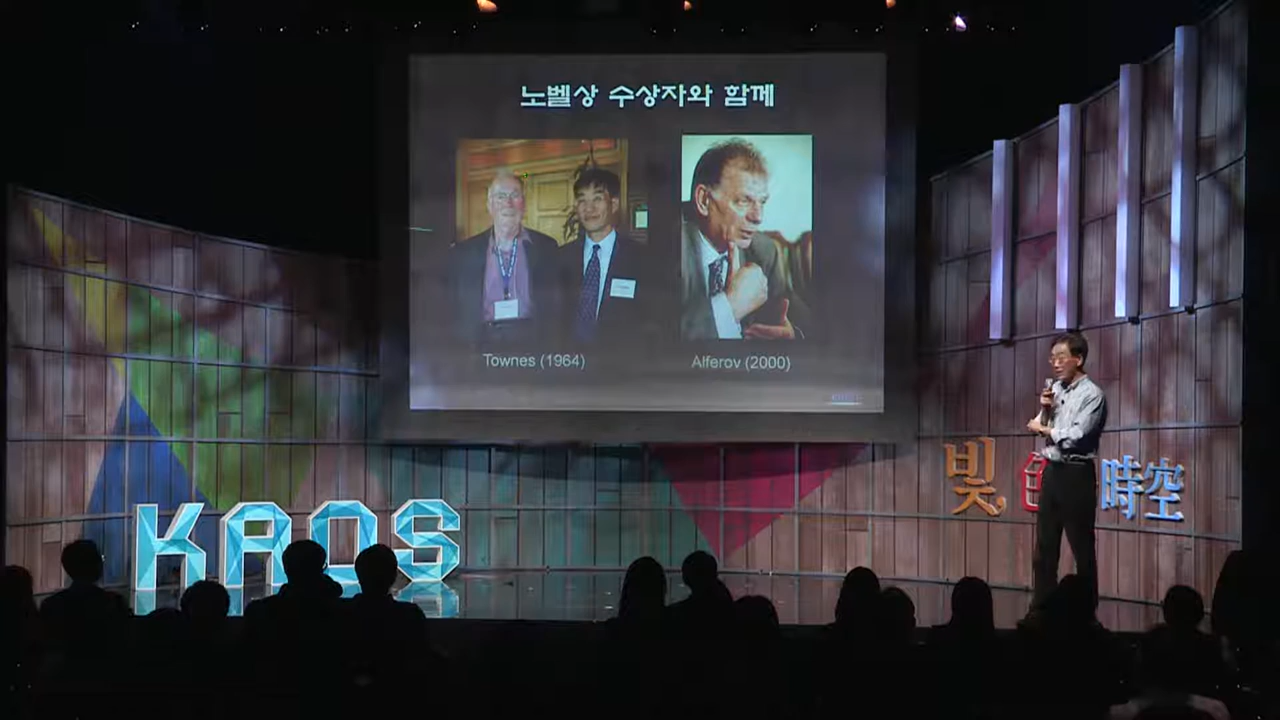 노벨상 수상자와 함께
Townes (1964)
Alferov (2000)
KAOS
빛,
時空